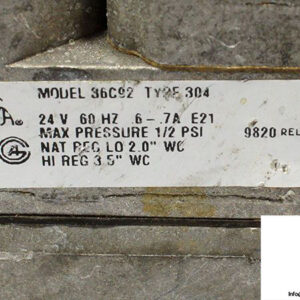 MODEL 36C92 TYPE 304
24 V 60 HZ .6-.7A E21
MAX PRESSURE 1/2 PSI 9820 REL
NAT REG LO 2.0" WC
HI REG 3.5" WC